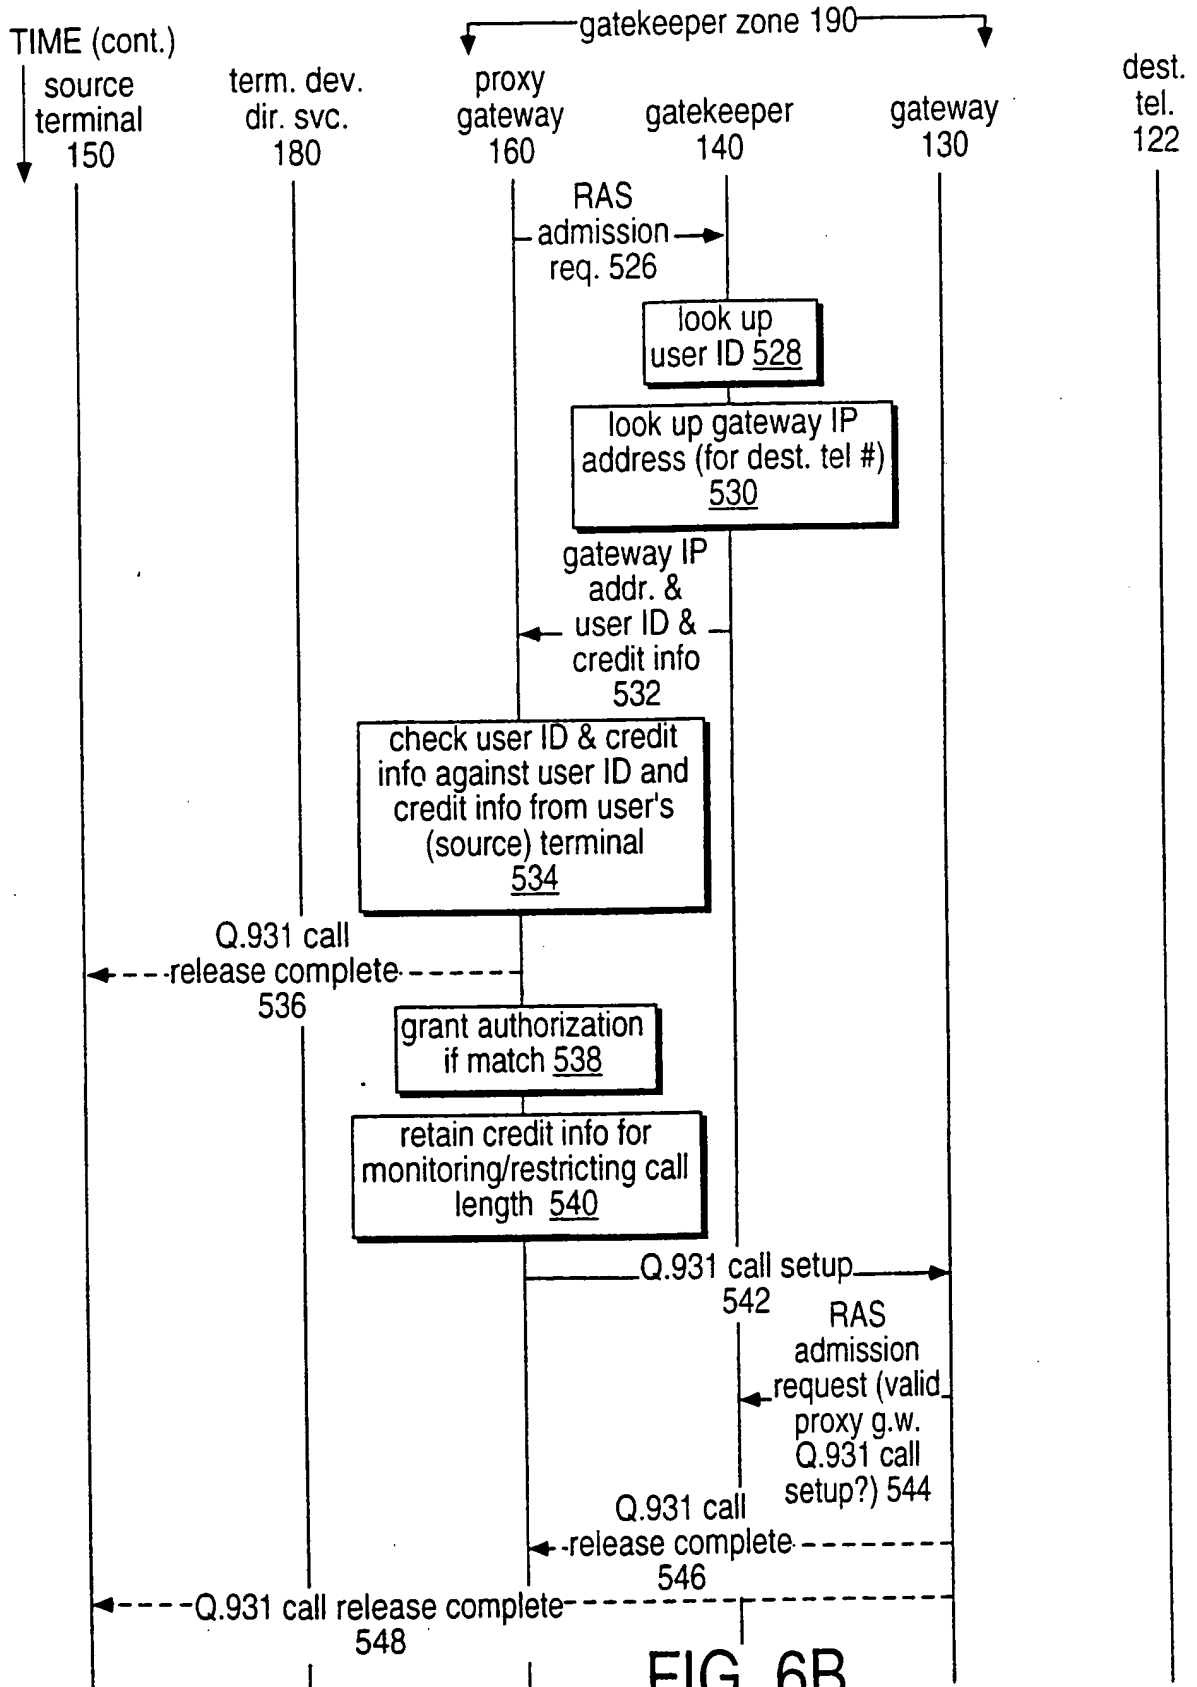 gatekeeper zone 190
TIME (cont.)
source
terminal
150
term. dev.
dir. svc.
180
proxy
gateway
160
gatekeeper
140
gateway
130
dest.
tel.
122
RAS
admission
req. 526
look up
user ID 528
look up gateway IP
address (for dest. tel #)
530
gateway IP
addr. &
user ID &
credit info
532
check user ID & credit
info against user ID and
credit info from user's
(source) terminal
534
Q.931 call
release complete
536
grant authorization
if match 538
retain credit info for
monitoring/restricting call
length 540
Q.931 call setup
542
RAS
admission
request (valid
proxy g.w.
Q.931 call
setup?) 544
Q.931 call
release complete
546
Q.931 call release complete
548
FIG. 6B